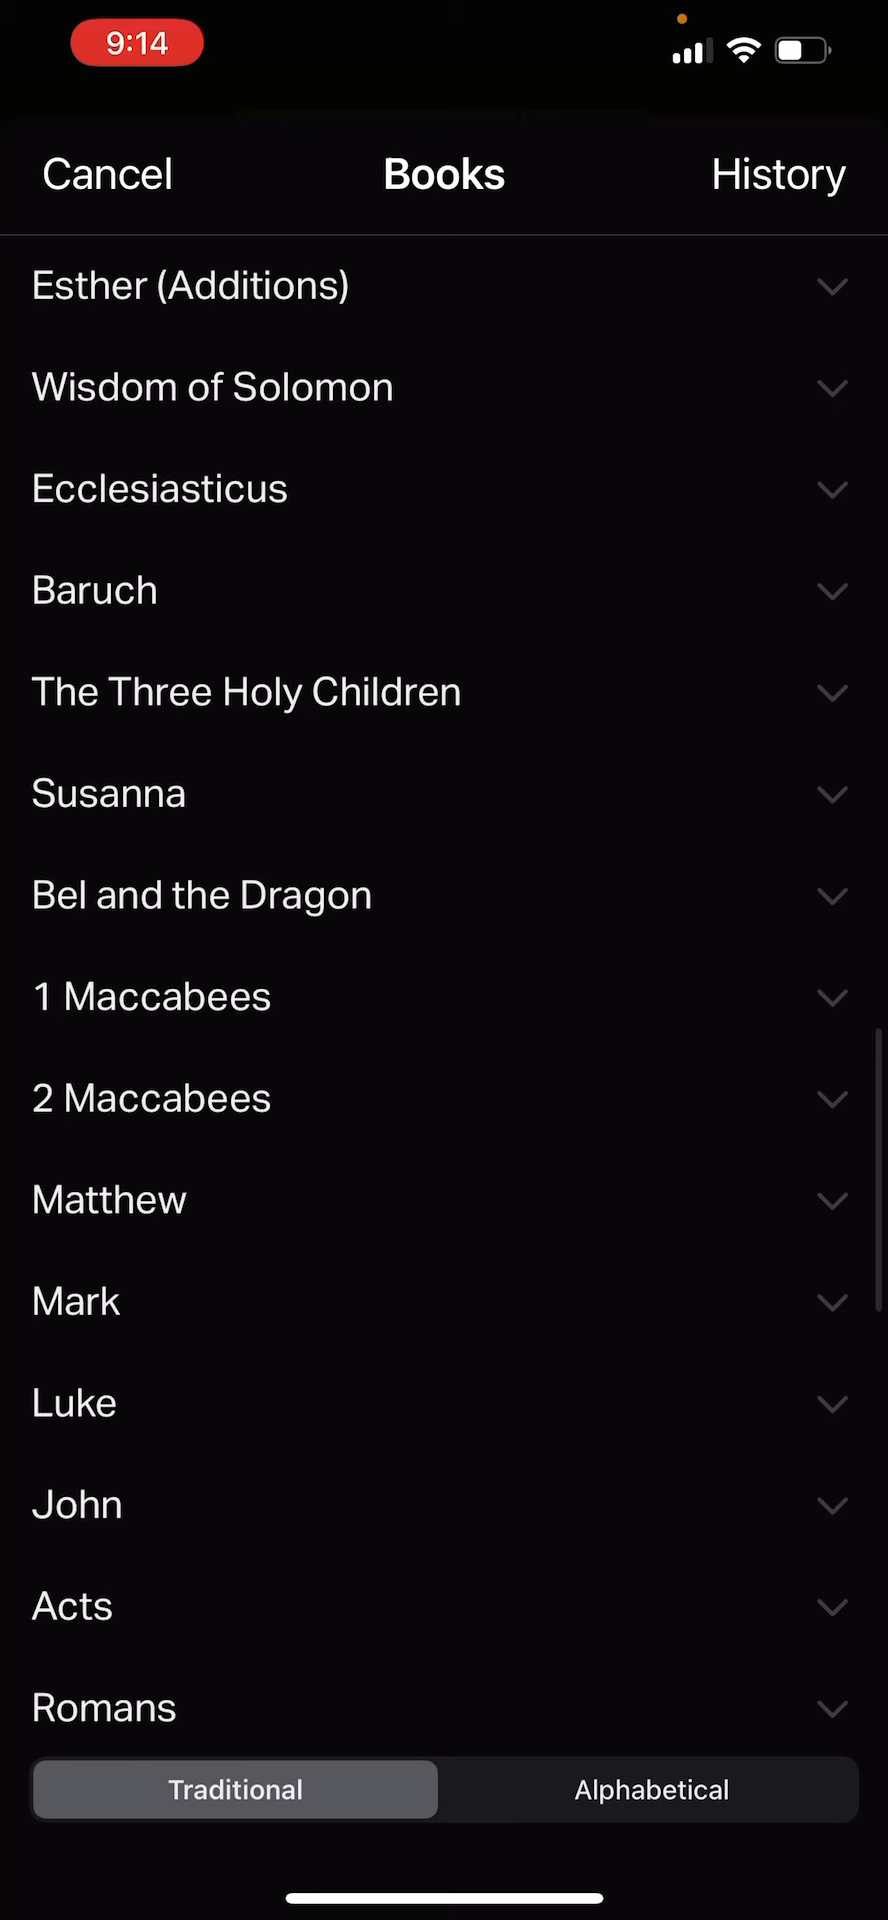 9:14
Cancel Books History
Esther (Additions)
Wisdom of Solomon
Ecclesiasticus
Baruch
The Three Holy Children
Susanna
Bel and the Dragon
1 Maccabees
2 Maccabees
Matthew
Mark
Luke
John
Acts
Romans
Traditional Alphabetical